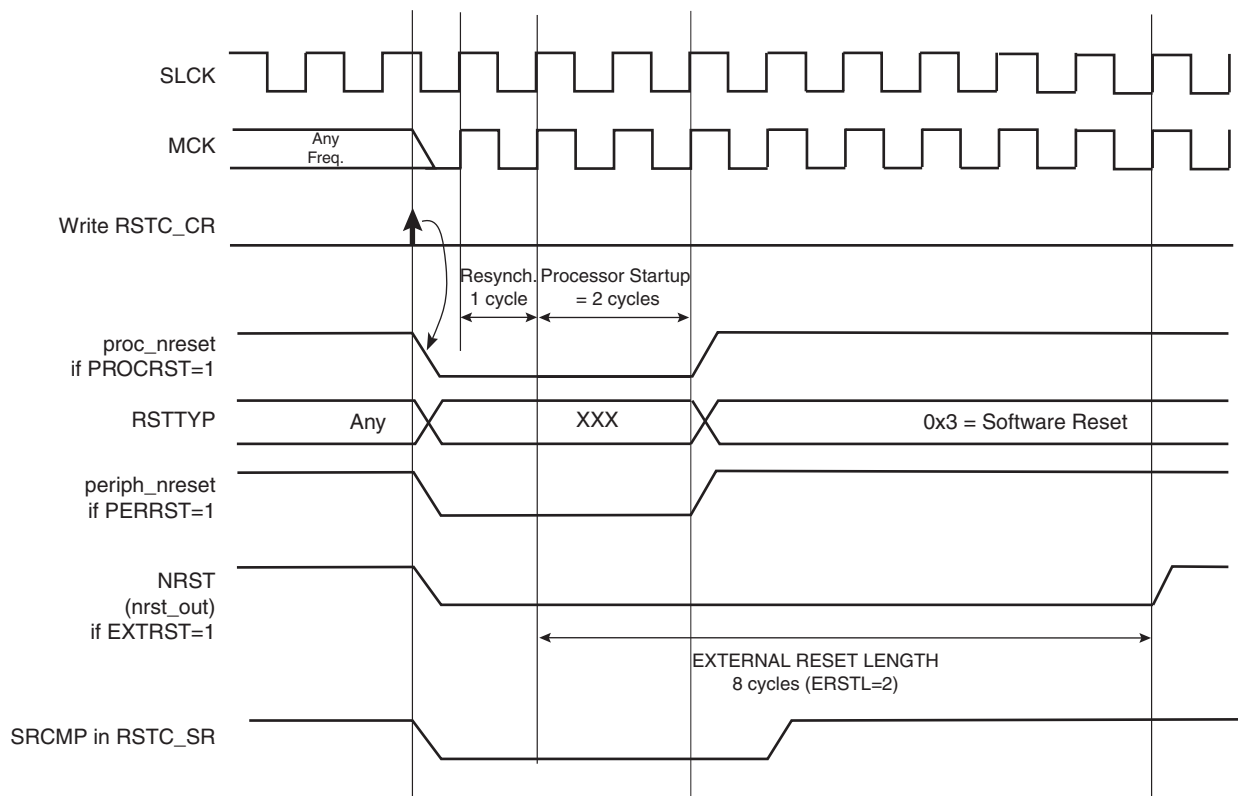 SLCK
MCK
Any
Freq.
Write RSTC_CR
Resynch.
1 cycle
Processor Startup
= 2 cycles
proc_nreset
if PROCRST=1
RSTTYP
Any
XXX
0x3 = Software Reset
periph_nreset
if PERRST=1
NRST
(nrst_out)
if EXTRST=1
EXTERNAL RESET LENGTH
8 cycles (ERSTL=2)
SRCMP in RSTC_SR